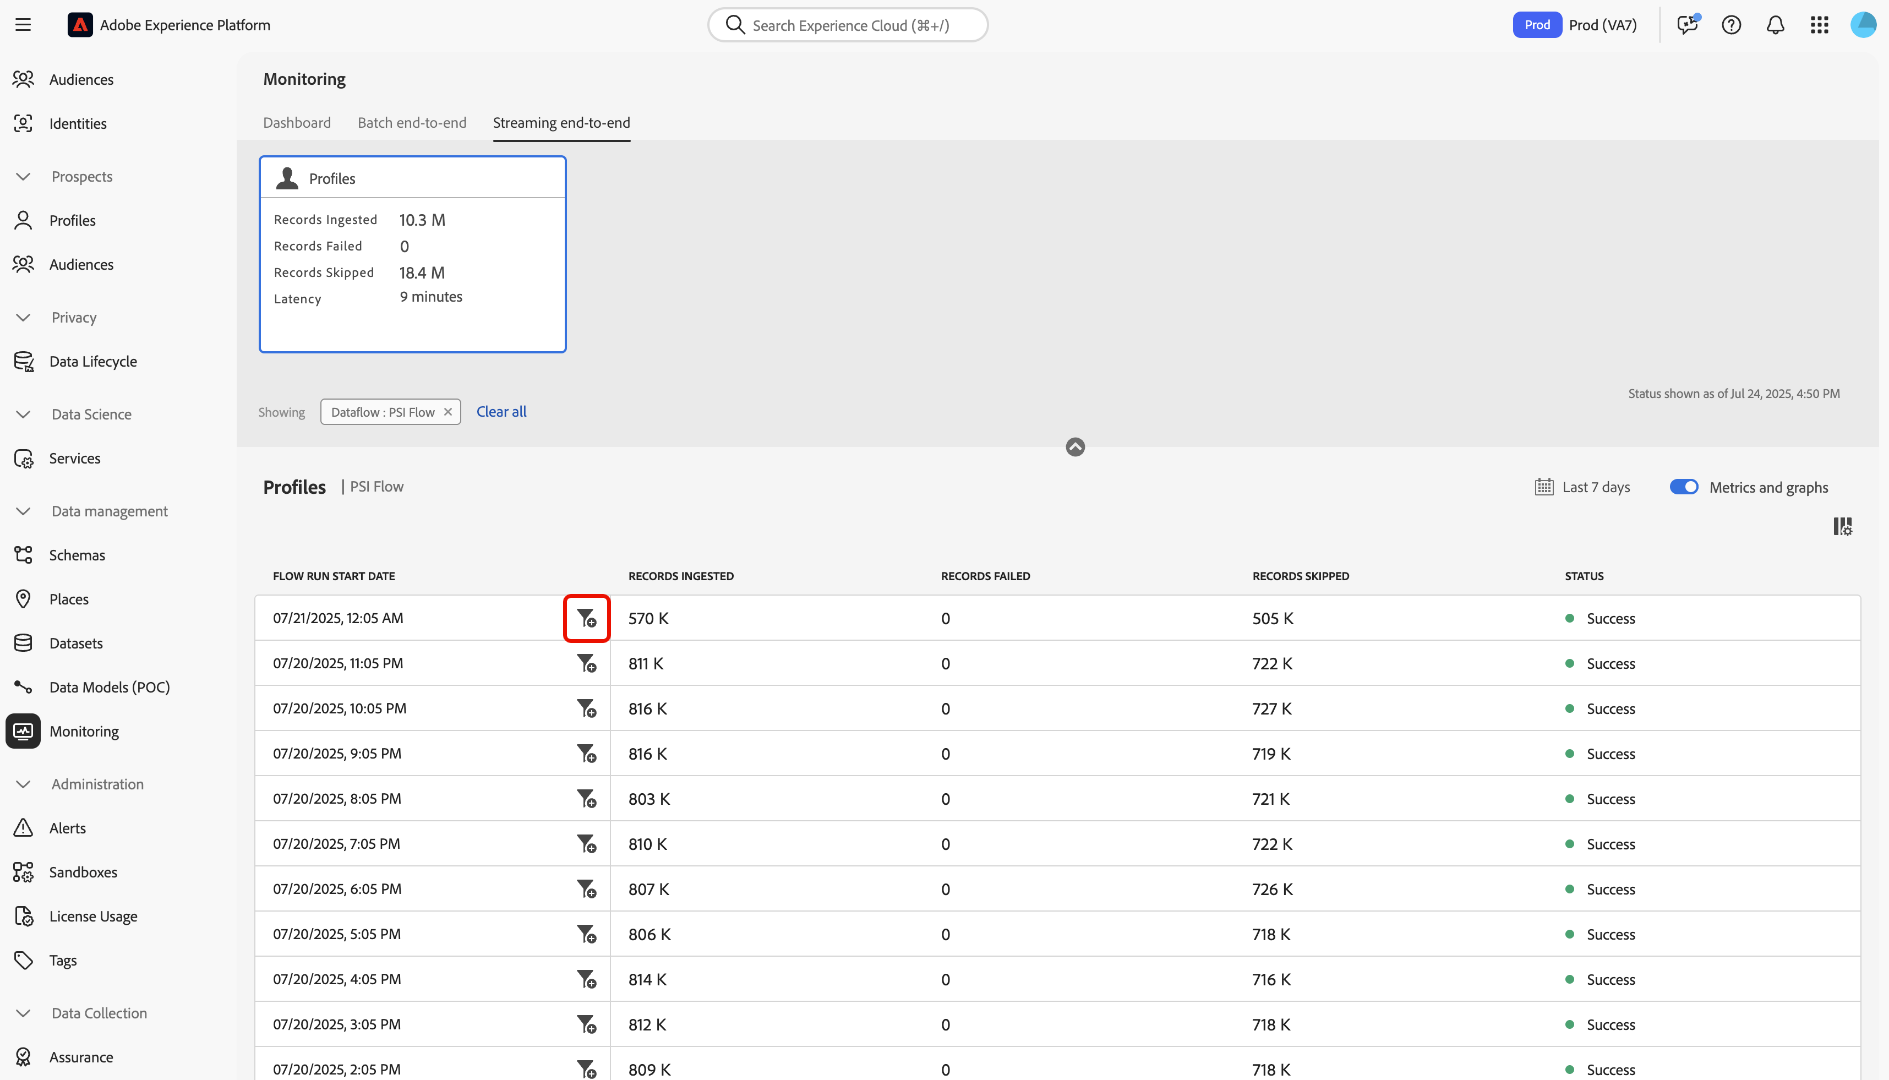 Adobe Experience Platform
Search Experience Cloud (⌘+/)
Prod
Prod (VA7)
Audiences
Identities
Prospects
Profiles
Audiences
Privacy
Data Lifecycle
Data Science
Services
Data management
Schemas
Places
Datasets
Data Models (POC)
Monitoring
Administration
Alerts
Sandboxes
License Usage
Tags
Data Collection
Assurance
Monitoring
Dashboard
Batch end-to-end
Streaming end-to-end
Profiles
Records Ingested 10.3 M
Records Failed 0
Records Skipped 18.4 M
Latency 9 minutes
Showing
Dataflow : PSI Flow ✕
Clear all
Status shown as of Jul 24, 2025, 4:50 PM
Profiles | PSI Flow
Last 7 days
Metrics and graphs
FLOW RUN START DATE RECORDS INGESTED RECORDS FAILED RECORDS SKIPPED STATUS
07/21/2025, 12:05 AM 570 K 0 505 K Success
07/20/2025, 11:05 PM 811 K 0 722 K Success
07/20/2025, 10:05 PM 816 K 0 727 K Success
07/20/2025, 9:05 PM 816 K 0 719 K Success
07/20/2025, 8:05 PM 803 K 0 721 K Success
07/20/2025, 7:05 PM 810 K 0 722 K Success
07/20/2025, 6:05 PM 807 K 0 726 K Success
07/20/2025, 5:05 PM 806 K 0 718 K Success
07/20/2025, 4:05 PM 814 K 0 716 K Success
07/20/2025, 3:05 PM 812 K 0 718 K Success
07/20/2025, 2:05 PM 809 K 0 718 K Success